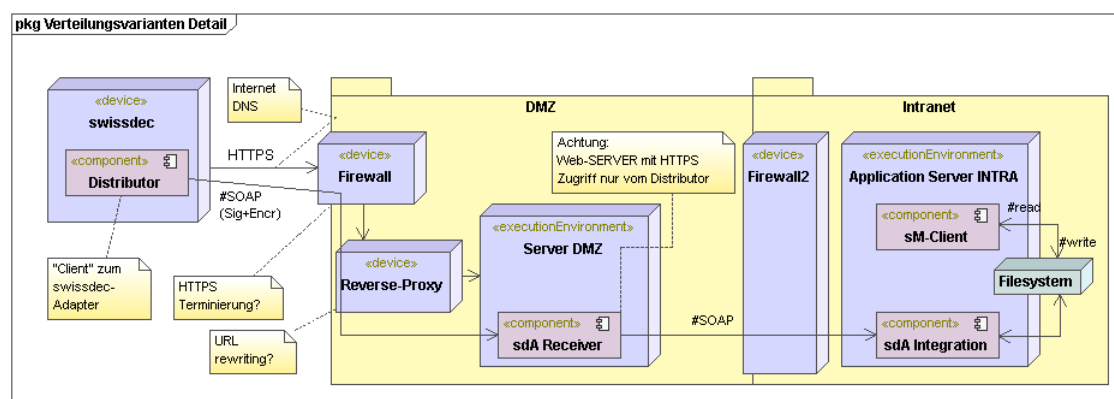 pkg Verteilungsvarianten Detail
Internet
DNS
DMZ
Intranet
«device»
swissdec
«component»
Distributor
HTTPS
#SOAP
(Sig+Encr)
«device»
Firewall
Achtung:
Web-SERVER mit HTTPS
Zugriff nur vom Distributor
«device»
Firewall2
«executionEnvironment»
Application Server INTRA
«component»
sM-Client
#read
#write
Filesystem
«executionEnvironment»
Server DMZ
«device»
Reverse-Proxy
"Client" zum
swissdec-
Adapter
HTTPS
Terminierung?
URL
rewriting?
«component»
sdA Receiver
#SOAP
«component»
sdA Integration